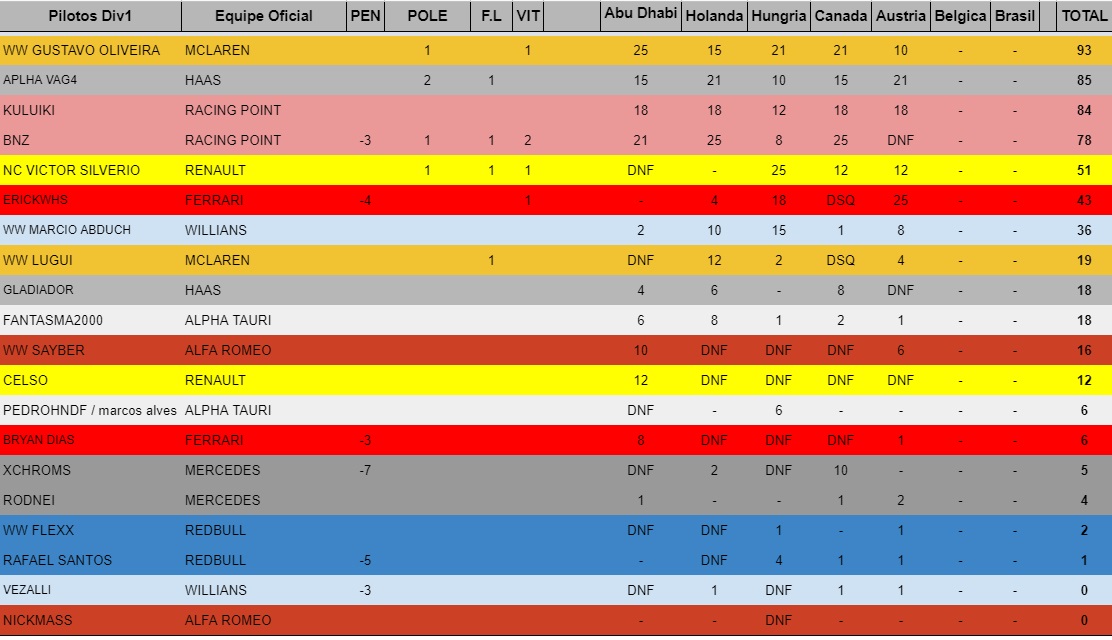 Pilotos Div1 Equipe Oficial PEN POLE F.L VIT Abu Dhabi Holanda Hungria Canada Austria Belgica Brasil TOTAL
WW GUSTAVO OLIVEIRA MCLAREN 1 1 25 15 21 21 10 - - 93
APLHA VAG4 HAAS 2 1 15 21 10 15 21 - - 85
KULUIKI RACING POINT 18 18 12 18 18 - - 84
BNZ RACING POINT -3 1 1 2 21 25 8 25 DNF - - 78
NC VICTOR SILVERIO RENAULT 1 1 1 DNF - 25 12 12 - - 51
ERICKWHS FERRARI -4 1 - 4 18 DSQ 25 - - 43
WW MARCIO ABDUCH WILLIANS 2 10 15 1 8 - - 36
WW LUGUI MCLAREN 1 DNF 12 2 DSQ 4 - - 19
GLADIADOR HAAS 4 6 - 8 DNF - - 18
FANTASMA2000 ALPHA TAURI 6 8 1 2 1 - - 18
WW SAYBER ALFA ROMEO 10 DNF DNF DNF 6 - - 16
CELSO RENAULT 12 DNF DNF DNF DNF - - 12
PEDROHNDF / marcos alves ALPHA TAURI DNF - 6 - - - - 6
BRYAN DIAS FERRARI -3 8 DNF DNF DNF 1 - - 6
XCHROMS MERCEDES -7 DNF 2 DNF 10 - - - 5
RODNEI MERCEDES 1 - - 1 2 - - 4
WW FLEXX REDBULL DNF DNF 1 - 1 - - 2
RAFAEL SANTOS REDBULL -5 - DNF 4 1 1 - - 1
VEZALLI WILLIANS -3 DNF 1 DNF 1 1 - - 0
NICKMASS ALFA ROMEO - - DNF - - - - 0